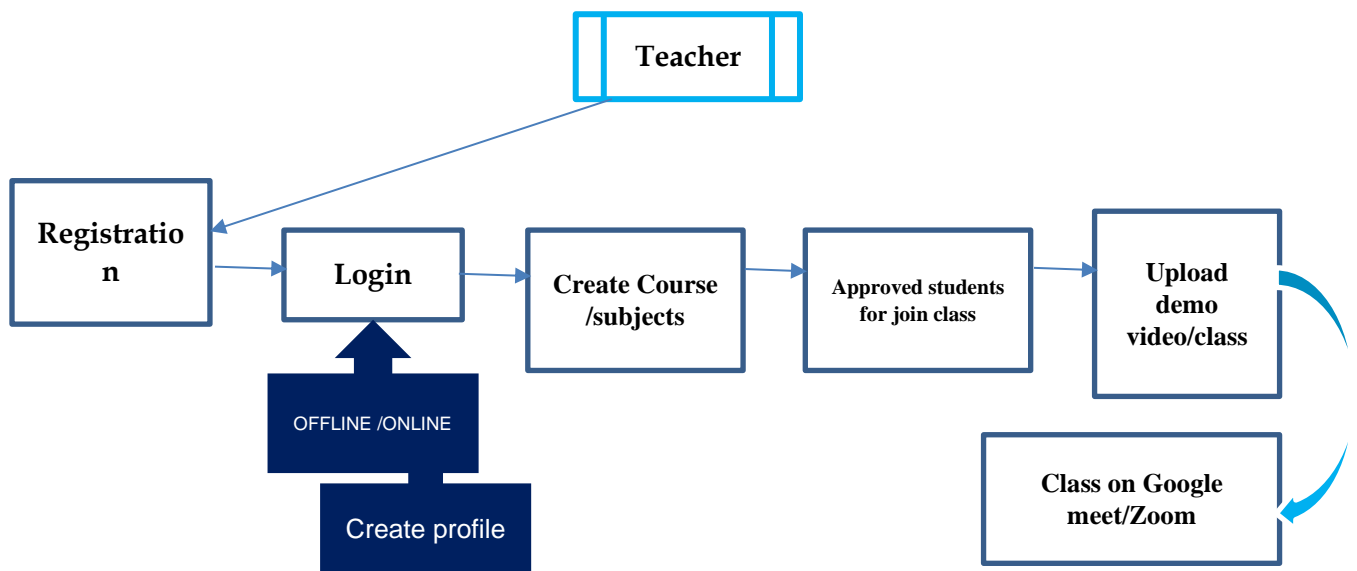 Teacher
Registratio
n
Login
Create Course
/subjects
Approved students
for join class
Upload
demo
video/class
OFFLINE /ONLINE
Create profile
Class on Google
meet/Zoom